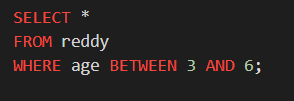 SELECT *
FROM reddy
WHERE age BETWEEN 3 AND 6;